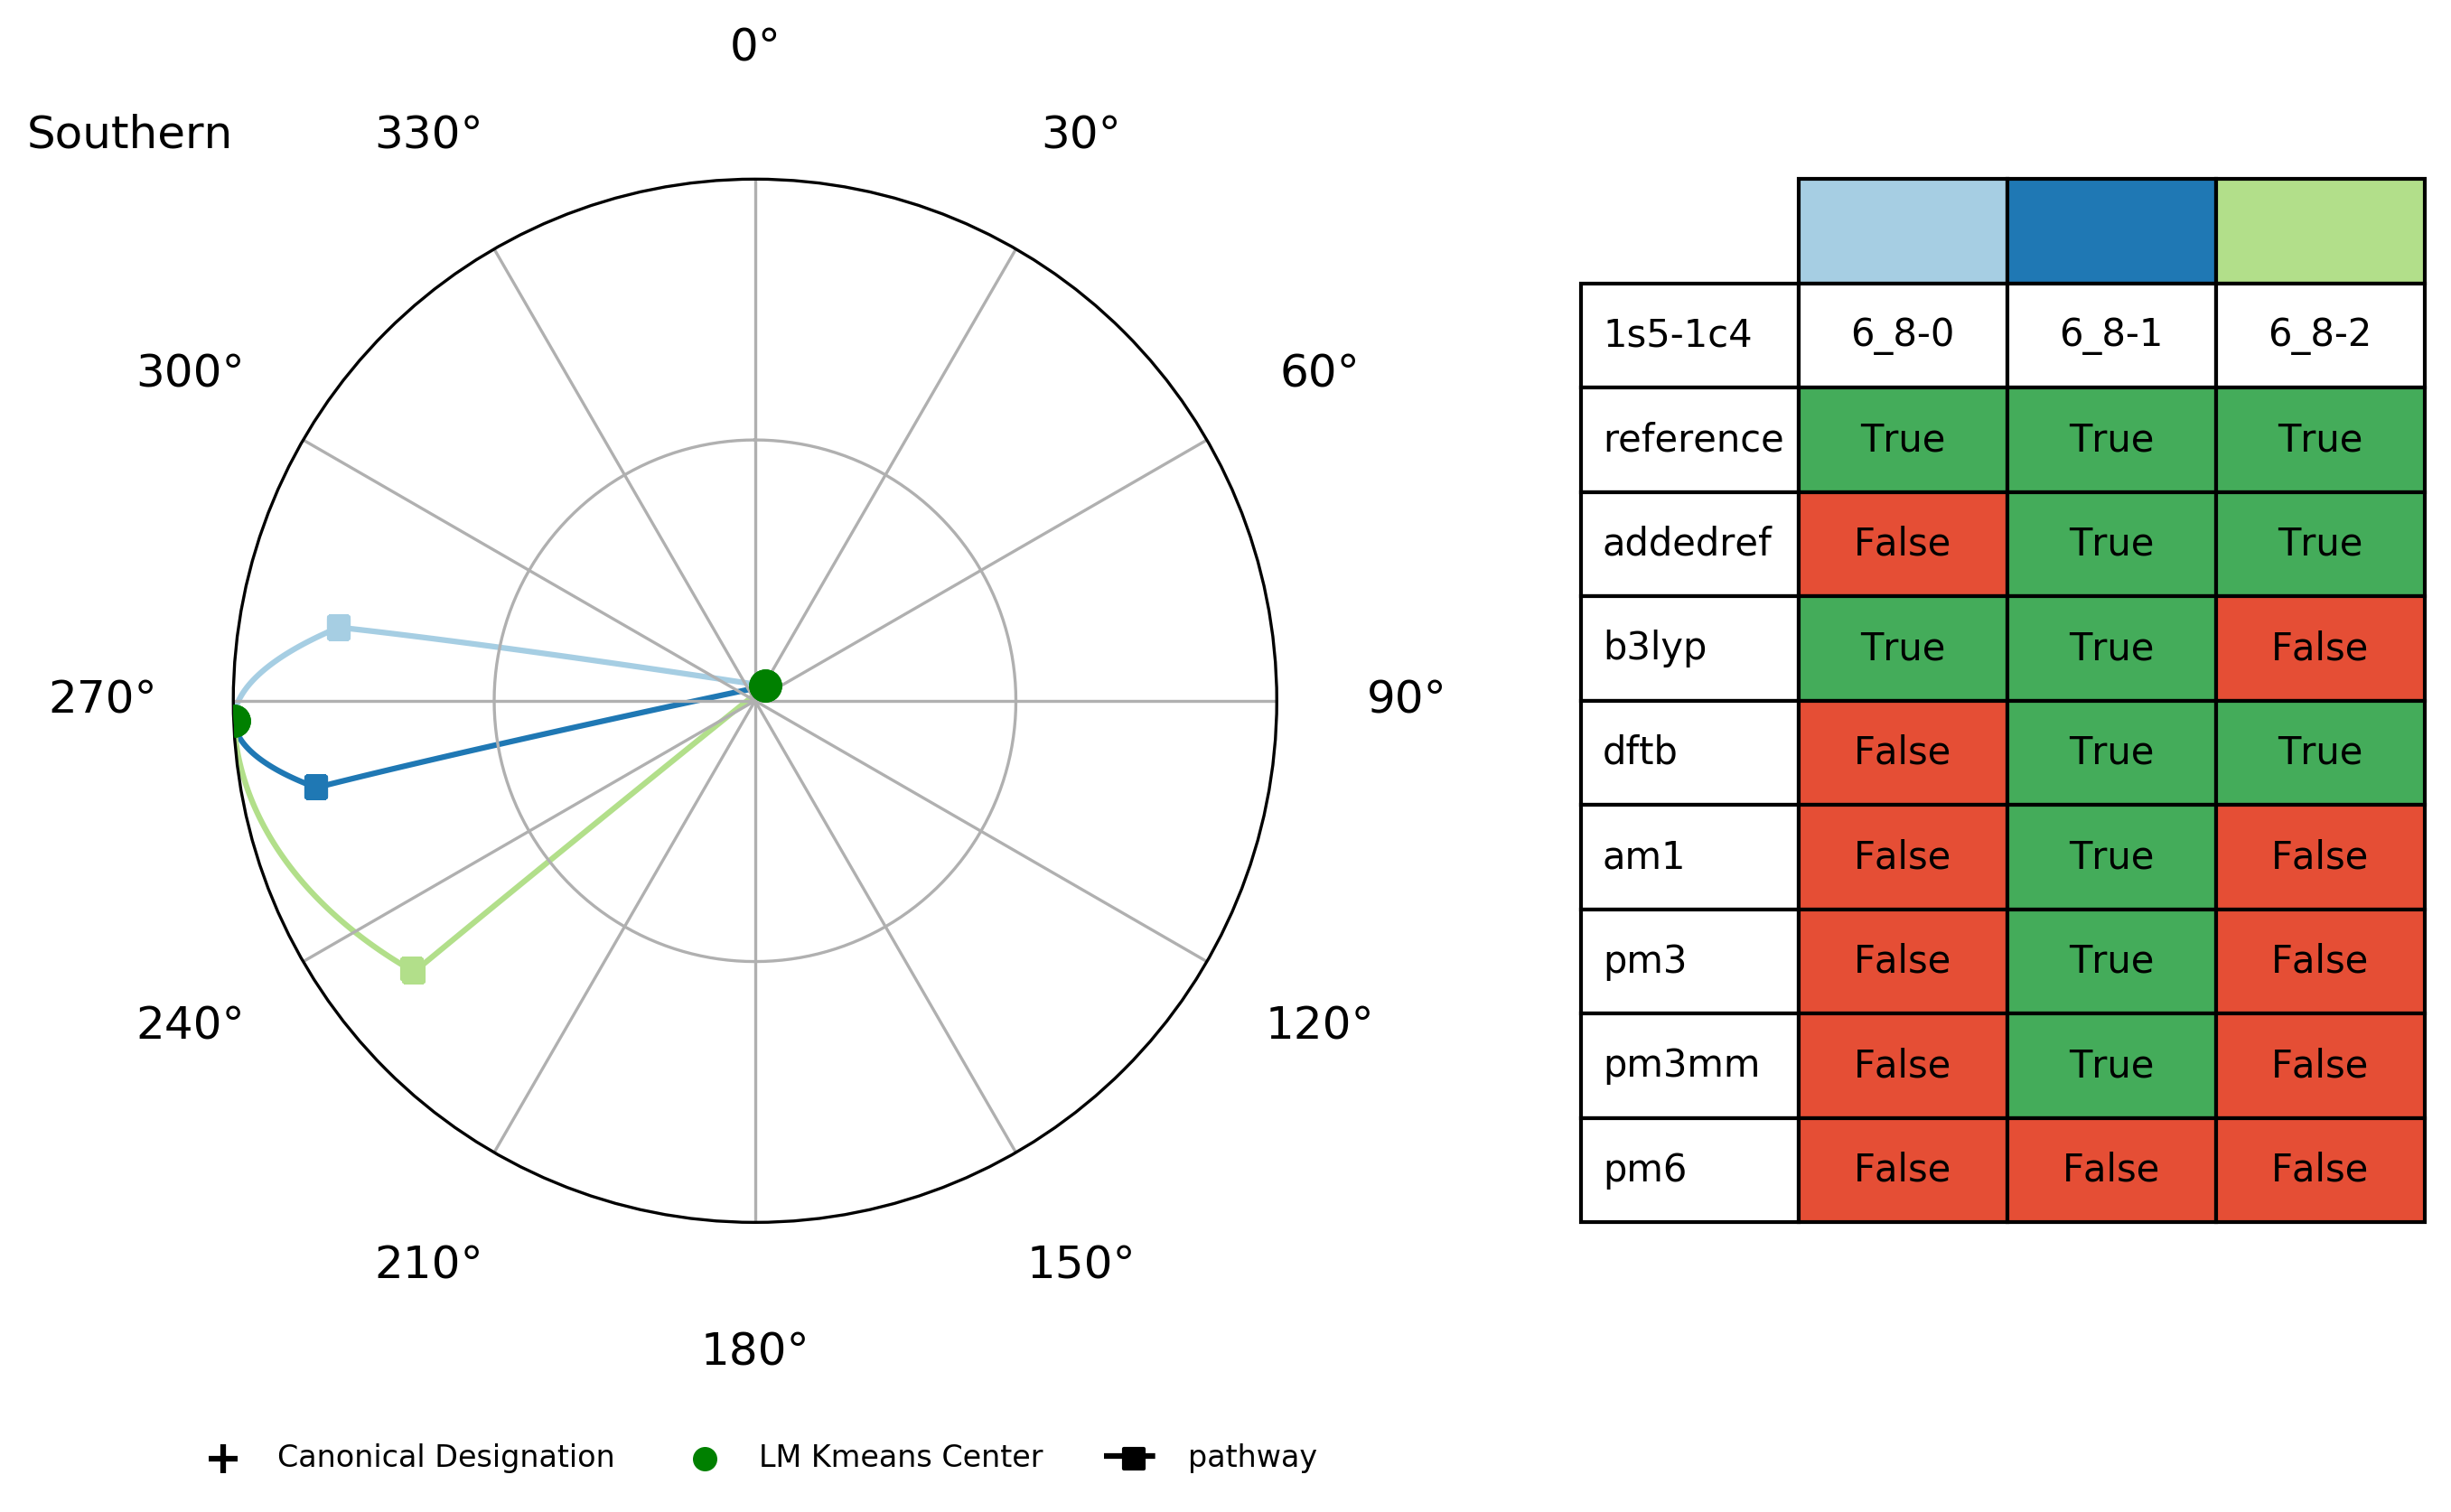 0°
Southern 330° 30°
300° 60°
270° 90°
240° 120°
210° 150°
180°
Canonical Designation LM Kmeans Center pathway
1s5-1c4 6_8-0 6_8-1 6_8-2
reference True True True
addedref False True True
b3lyp True True False
dftb False True True
am1 False True False
pm3 False True False
pm3mm False True False
pm6 False False False